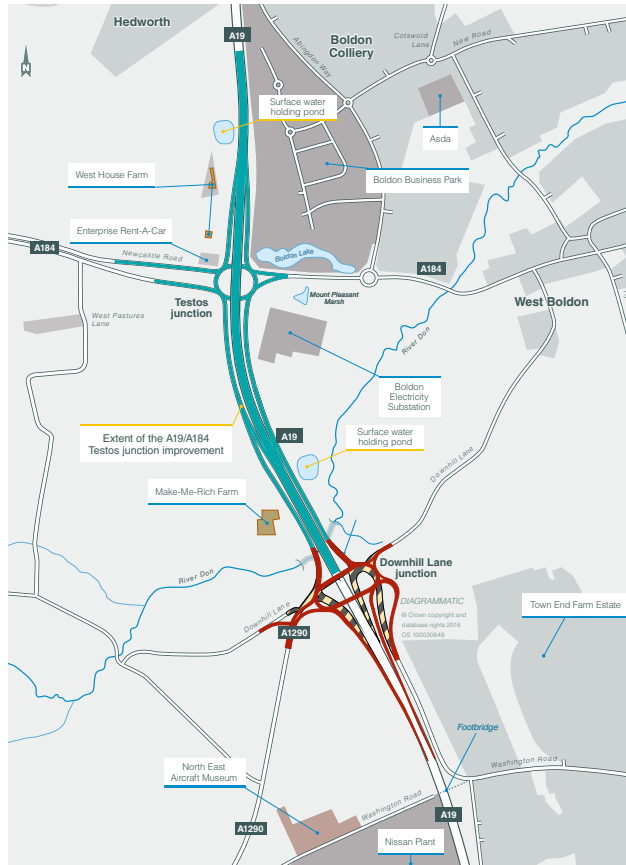 Hedworth
A19
Boldon
Colliery
Cotswold
Lane
New Road
Abingdon Way
N
Surface water
holding pond
Asda
West House Farm
Boldon Business Park
Enterprise Rent-A-Car
A184
Newcastle Road
Boldon Lake
A184
Testos
junction
Mount Pleasant
Marsh
West Boldon
West Pastures
Lane
River Don
Boldon
Electricity
Substation
Extent of the A19/A184
Testos junction improvement
A19
Surface water
holding pond
Downhill Lane
Make-Me-Rich Farm
River Don
Downhill Lane
junction
DIAGRAMMATIC
© Crown copyright and
database rights 2016
OS 100030649
Town End Farm Estate
Downhill Lane
A1290
Footbridge
North East
Aircraft Museum
Washington Road
Washington Road
A19
A1290
Nissan Plant